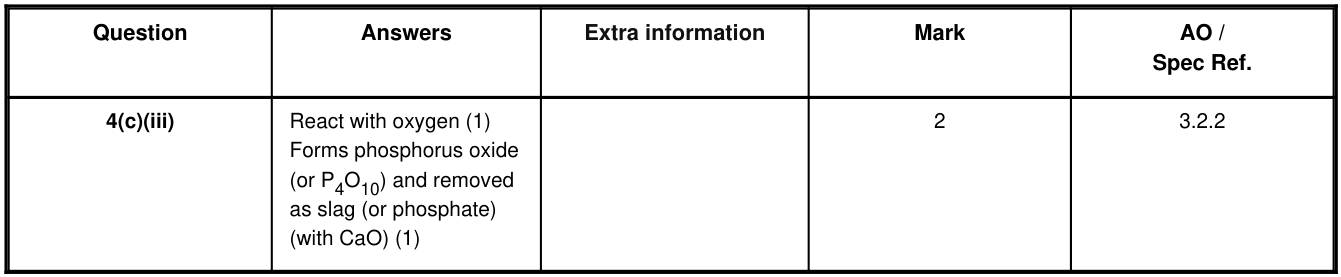 Question Answers Extra information Mark AO /
Spec Ref.
4(c)(iii) React with oxygen (1) 2 3.2.2
Forms phosphorus oxide
(or P4O10) and removed
as slag (or phosphate)
(with CaO) (1)